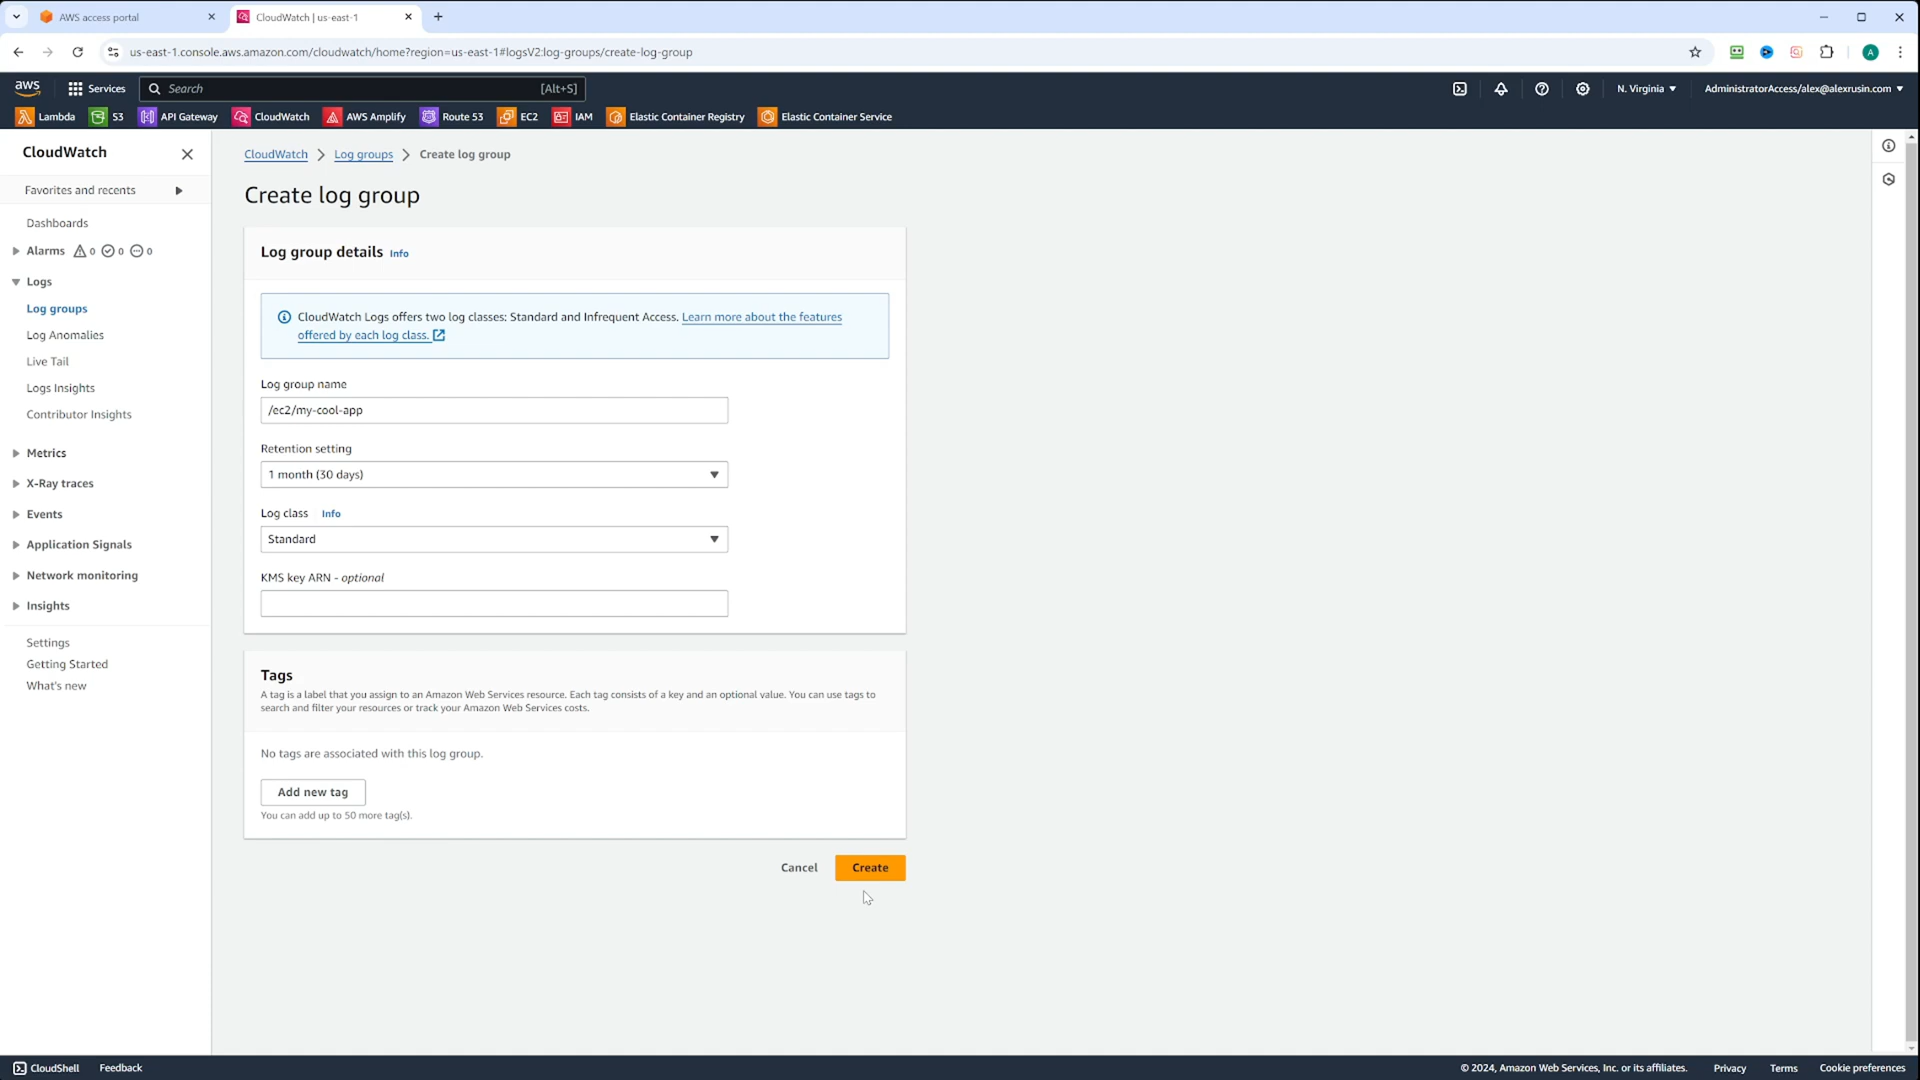 AWS access portal
CloudWatch | us-east-1
us-east-1.console.aws.amazon.com/cloudwatch/home?region=us-east-1#logsV2:log-groups/create-log-group
A
aws
Services
Search
[Alt+S]
N. Virginia
AdministratorAccess/alex@alexrusin.com
Lambda
S3
API Gateway
CloudWatch
AWS Amplify
Route 53
EC2
IAM
Elastic Container Registry
Elastic Container Service
CloudWatch
Favorites and recents
Dashboards
Alarms 0 0 0
Logs
Log groups
Log Anomalies
Live Tail
Logs Insights
Contributor Insights
Metrics
X-Ray traces
Events
Application Signals
Network monitoring
Insights
Settings
Getting Started
What's new
CloudWatch
Log groups
Create log group
Create log group
Log group details Info
CloudWatch Logs offers two log classes: Standard and Infrequent Access. Learn more about the features
offered by each log class.
Log group name
/ec2/my-cool-app
Retention setting
1 month (30 days)
Log class Info
Standard
KMS key ARN - optional
Tags
A tag is a label that you assign to an Amazon Web Services resource. Each tag consists of a key and an optional value. You can use tags to
search and filter your resources or track your Amazon Web Services costs.
No tags are associated with this log group.
Add new tag
You can add up to 50 more tag(s).
Cancel
Create
CloudShell
Feedback
© 2024, Amazon Web Services, Inc. or its affiliates.
Privacy
Terms
Cookie preferences